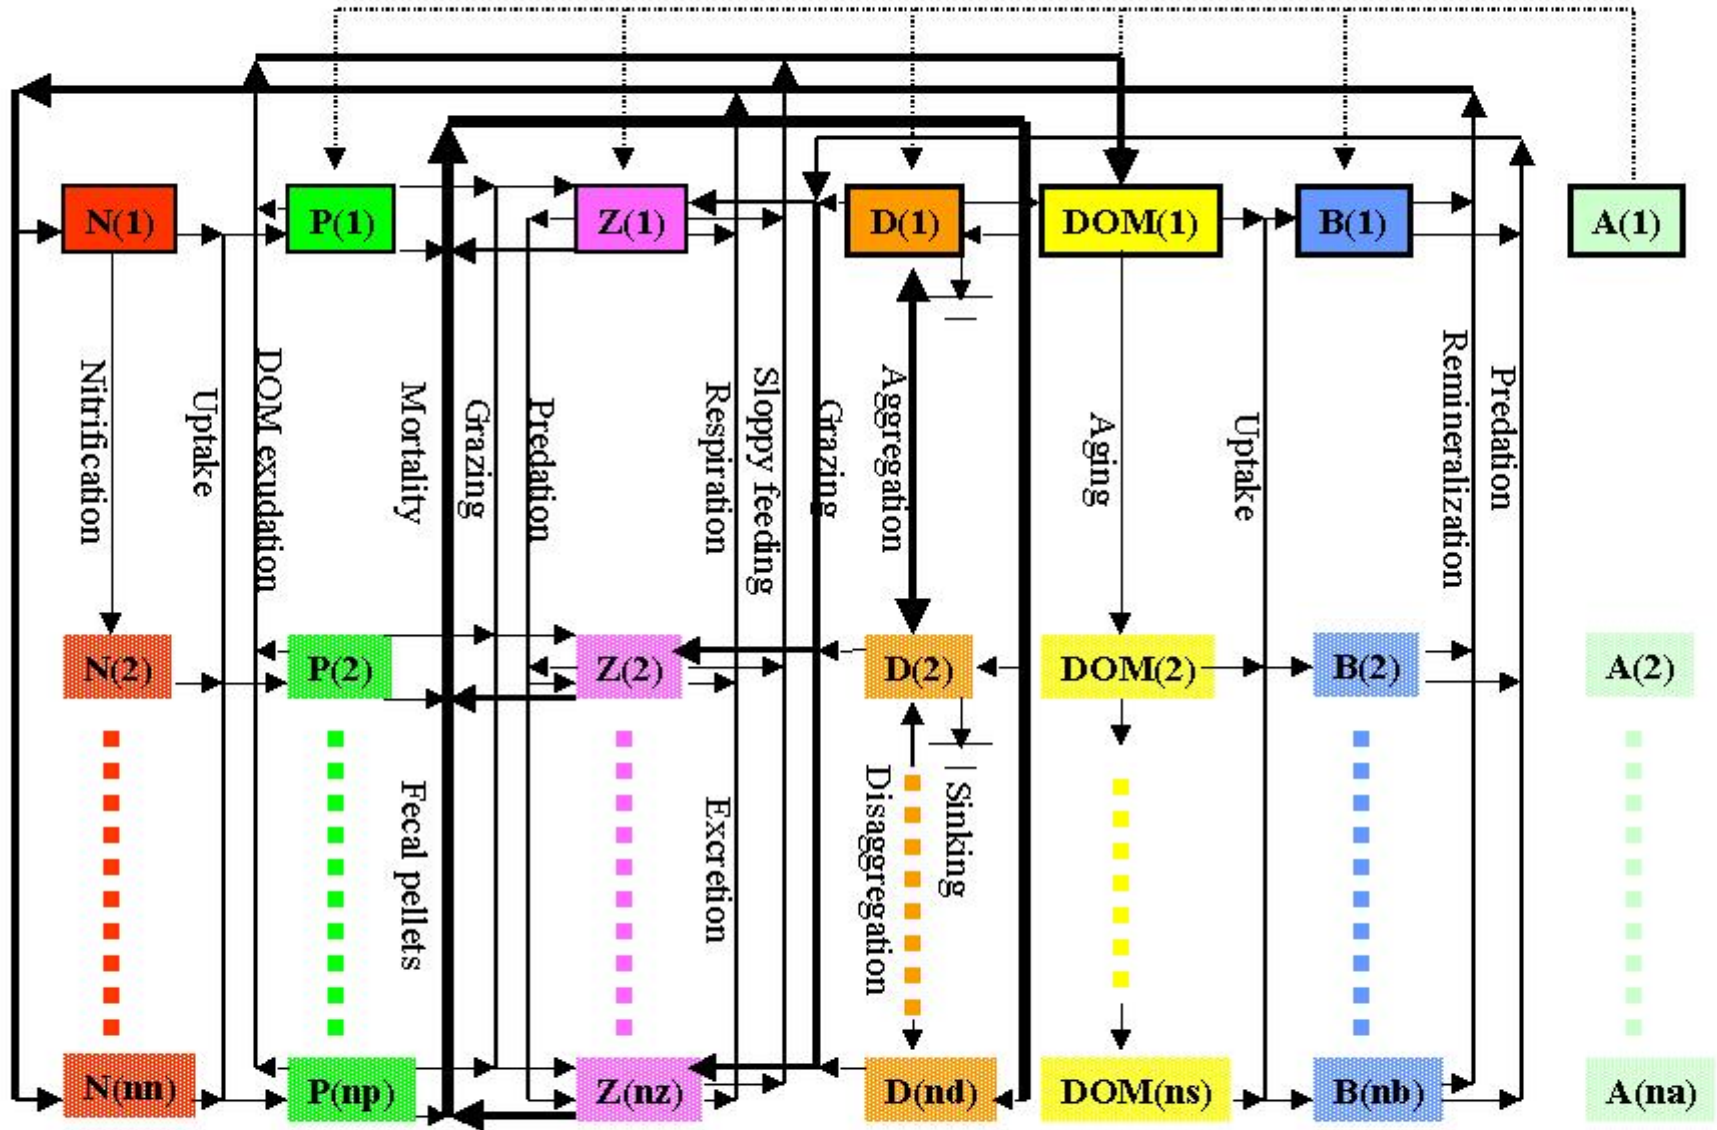 N(1)
P(1)
Z(1)
D(1)
DOM(1)
B(1)
A(1)
Nitrification
Uptake
DOM exudation
Mortality
Grazing
Predation
Respiration
Sloppy feeding
Grazing
Aggregation
Aging
Uptake
Remineralization
Predation
N(2)
P(2)
Z(2)
D(2)
DOM(2)
B(2)
A(2)
Fecal pellets
Excretion
Disaggregation
Sinking
N(nn)
P(np)
Z(nz)
D(nd)
DOM(ns)
B(nb)
A(na)